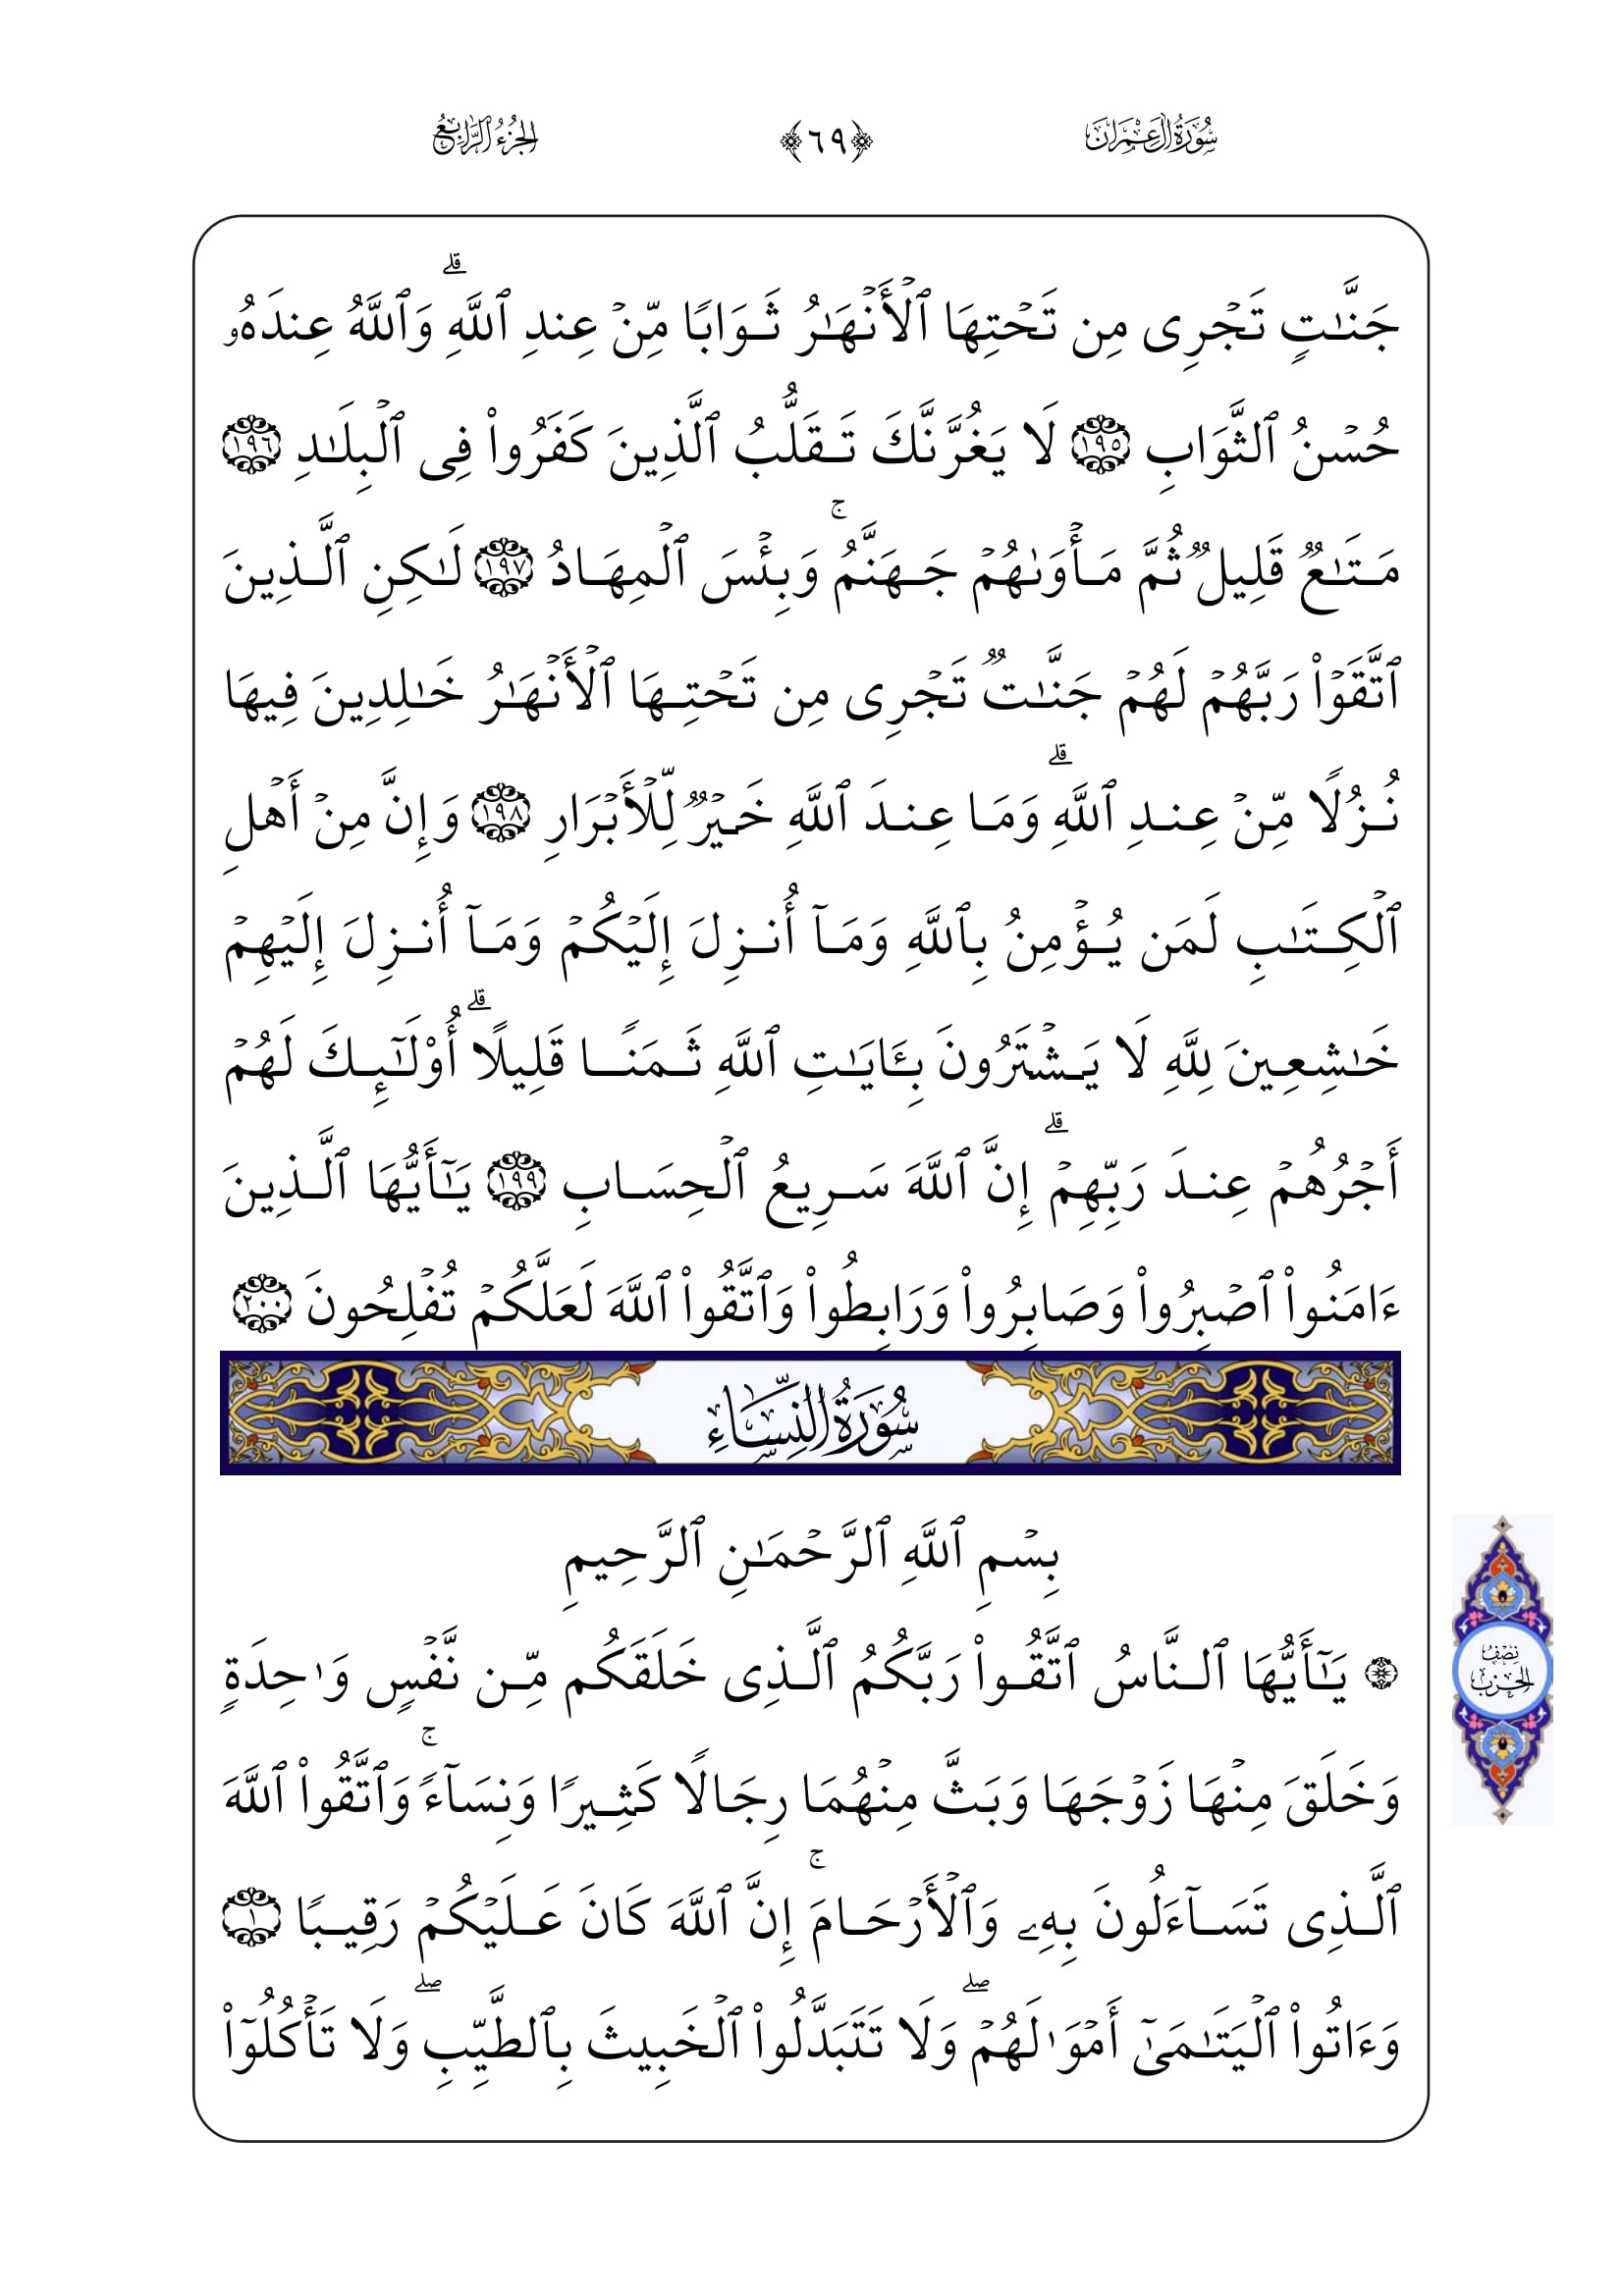 سُورَةُ آلِ عِمْرَانَ ﴿٦٩﴾ الجُزْءُ الرَّابِعُ
جَنَّـٰتٍ تَجۡرِى مِن تَحۡتِهَا ٱلۡأَنۡهَـٰرُ ثَوَابًا مِّنۡ عِندِ ٱللَّهِۗ وَٱللَّهُ عِندَهُۥ
حُسۡنُ ٱلثَّوَابِ ١٩٥ لَا يَغُرَّنَّكَ تَقَلُّبُ ٱلَّذِينَ كَفَرُواْ فِى ٱلۡبِلَـٰدِ ١٩٦
مَتَـٰعٌ قَلِيلٌ ثُمَّ مَأۡوَىٰهُمۡ جَهَنَّمُۚ وَبِئۡسَ ٱلۡمِهَادُ ١٩٧ لَـٰكِنِ ٱلَّذِينَ
ٱتَّقَوۡاْ رَبَّهُمۡ لَهُمۡ جَنَّـٰتٌ تَجۡرِى مِن تَحۡتِهَا ٱلۡأَنۡهَـٰرُ خَـٰلِدِينَ فِيهَا
نُزُلًا مِّنۡ عِندِ ٱللَّهِۗ وَمَا عِندَ ٱللَّهِ خَيۡرٌ لِّلۡأَبۡرَارِ ١٩٨ وَإِنَّ مِنۡ أَهۡلِ
ٱلۡكِتَـٰبِ لَمَن يُؤۡمِنُ بِٱللَّهِ وَمَآ أُنزِلَ إِلَيۡكُمۡ وَمَآ أُنزِلَ إِلَيۡهِمۡ
خَـٰشِعِينَ لِلَّهِ لَا يَشۡتَرُونَ بِـَٔايَـٰتِ ٱللَّهِ ثَمَنًا قَلِيلًاۗ أُوْلَـٰٓئِكَ لَهُمۡ
أَجۡرُهُمۡ عِندَ رَبِّهِمۡۗ إِنَّ ٱللَّهَ سَرِيعُ ٱلۡحِسَابِ ١٩٩ يَـٰٓأَيُّهَا ٱلَّذِينَ
ءَامَنُواْ ٱصۡبِرُواْ وَصَابِرُواْ وَرَابِطُواْ وَٱتَّقُواْ ٱللَّهَ لَعَلَّكُمۡ تُفۡلِحُونَ ٢٠٠
سُورَةُ النِّسَاءِ
بِسۡمِ ٱللَّهِ ٱلرَّحۡمَـٰنِ ٱلرَّحِيمِ
۞ يَـٰٓأَيُّهَا ٱلنَّاسُ ٱتَّقُواْ رَبَّكُمُ ٱلَّذِى خَلَقَكُم مِّن نَّفۡسٍ وَٰحِدَةٍ
نِصْفُ
الحِزْبِ
وَخَلَقَ مِنۡهَا زَوۡجَهَا وَبَثَّ مِنۡهُمَا رِجَالًا كَثِيرًا وَنِسَآءًۚ وَٱتَّقُواْ ٱللَّهَ
ٱلَّذِى تَسَآءَلُونَ بِهِۦ وَٱلۡأَرۡحَامَۚ إِنَّ ٱللَّهَ كَانَ عَلَيۡكُمۡ رَقِيبًا ١
وَءَاتُواْ ٱلۡيَتَـٰمَىٰٓ أَمۡوَٰلَهُمۡۖ وَلَا تَتَبَدَّلُواْ ٱلۡخَبِيثَ بِٱلطَّيِّبِۖ وَلَا تَأۡكُلُوٓاْ